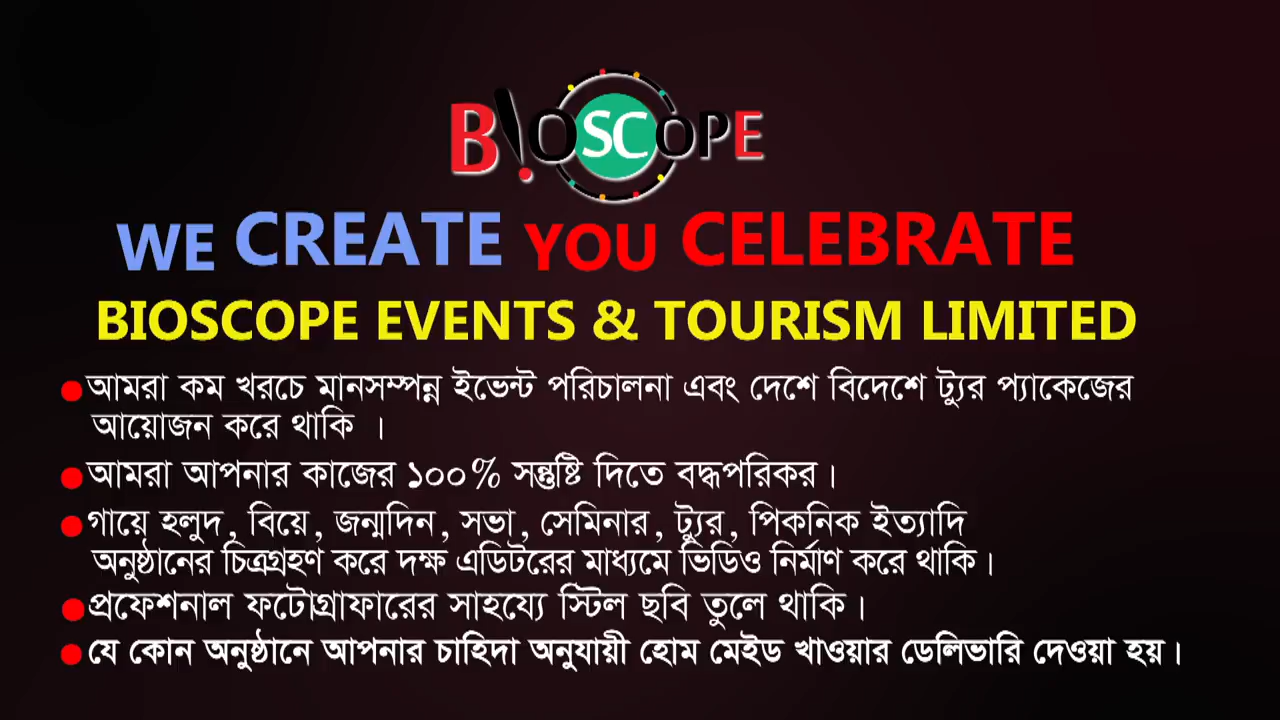 B!OSCOPE
WE CREATE YOU CELEBRATE
BIOSCOPE EVENTS & TOURISM LIMITED
আমরা কম খরচে মানসম্পন্ন ইভেন্ট পরিচালনা এবং দেশে বিদেশে ট্যুর প্যাকেজের
আয়োজন করে থাকি ।
আমরা আপনার কাজের ১০০% সন্তুষ্টি দিতে বদ্ধপরিকর।
গায়ে হলুদ, বিয়ে, জন্মদিন, সভা, সেমিনার, ট্যুর, পিকনিক ইত্যাদি
অনুষ্ঠানের চিত্রগ্রহণ করে দক্ষ এডিটরের মাধ্যমে ভিডিও নির্মাণ করে থাকি।
প্রফেশনাল ফটোগ্রাফারের সাহয্যে স্টিল ছবি তুলে থাকি।
যে কোন অনুষ্ঠানে আপনার চাহিদা অনুযায়ী হোম মেইড খাওয়ার ডেলিভারি দেওয়া হয়।